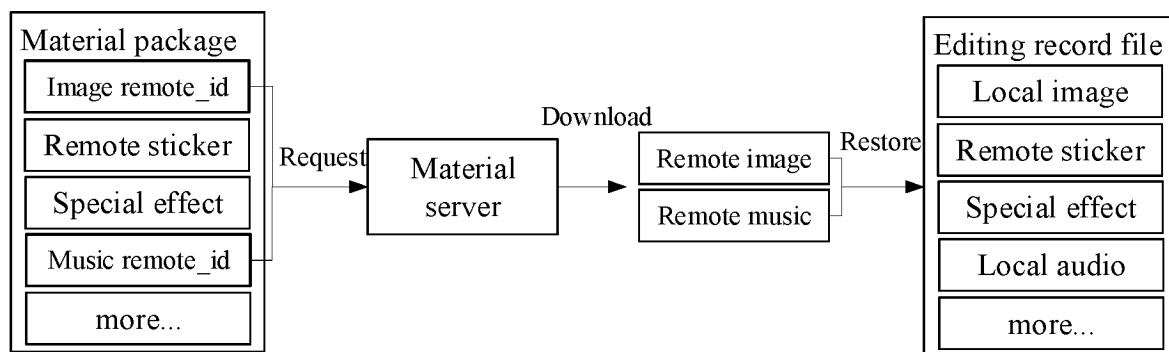 Material package
Image remote_id
Remote sticker
Special effect
Music remote_id
more...
Request
Material
server
Download
Remote image
Remote music
Restore
Editing record file
Local image
Remote sticker
Special effect
Local audio
more...